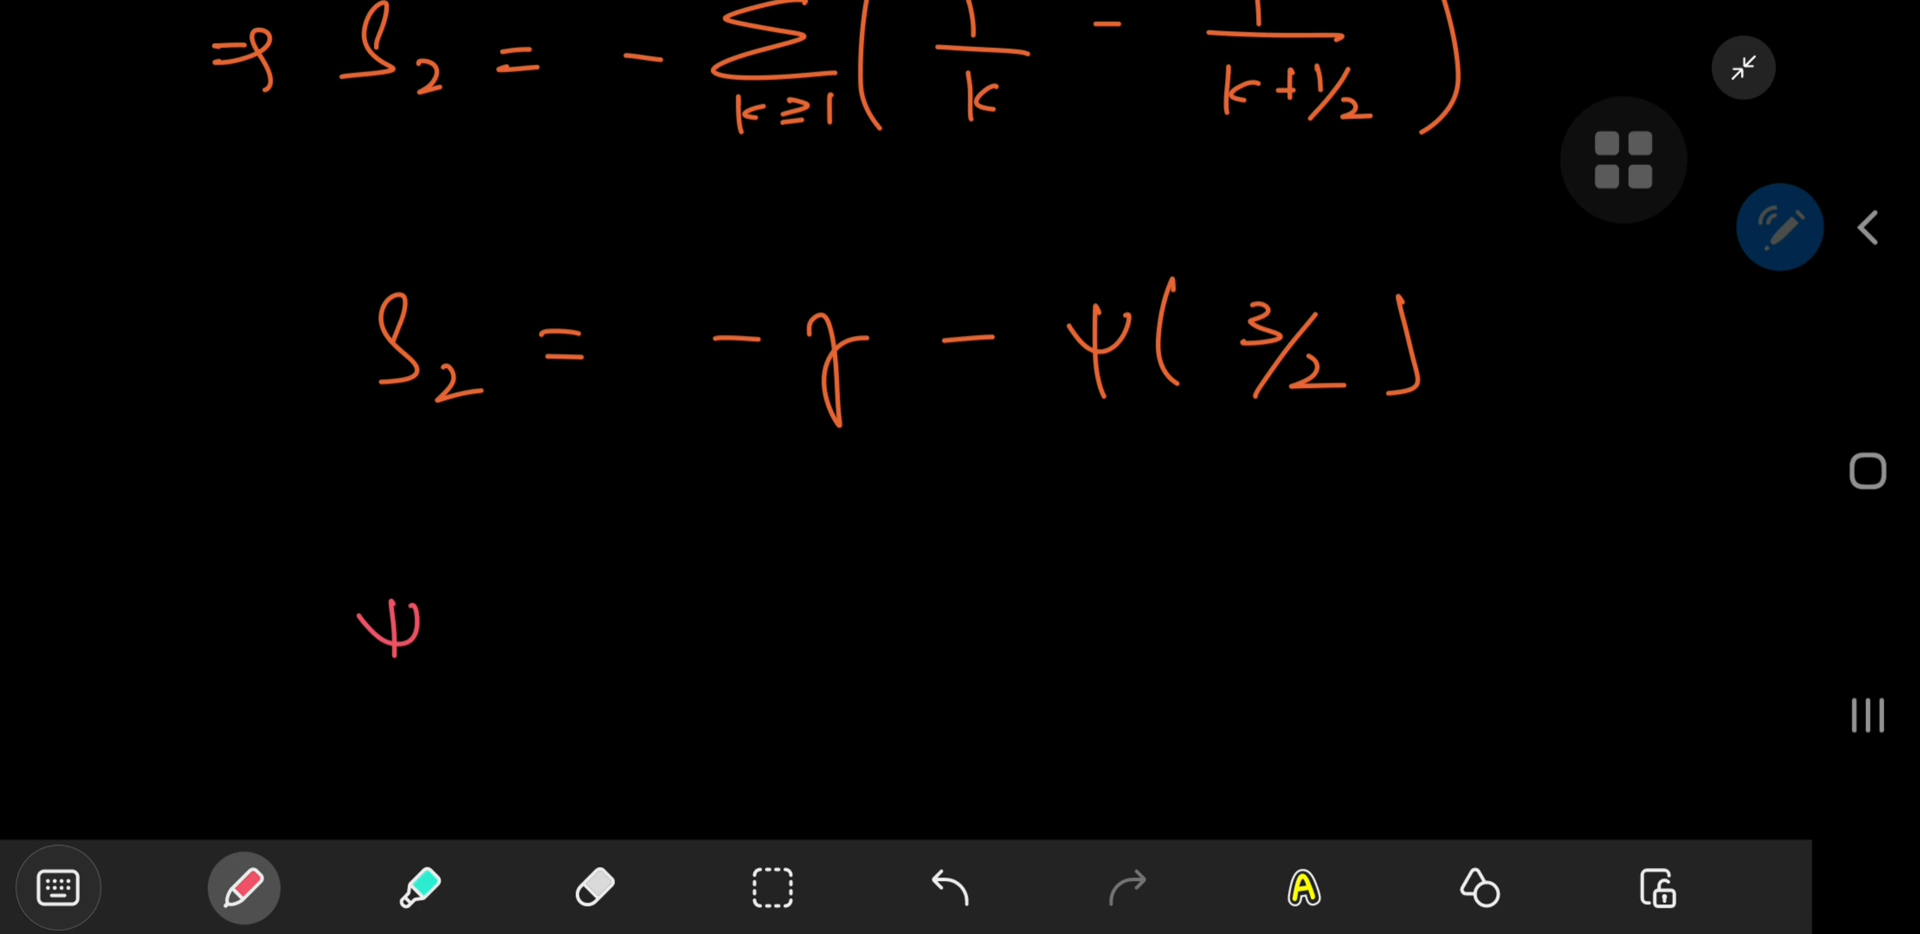 ⇒ S₂ = - ∑_{k≥1} ( 1/k - 1/(k+1/2) )
S₂ = - γ - ψ( 3/2 )
ψ
A